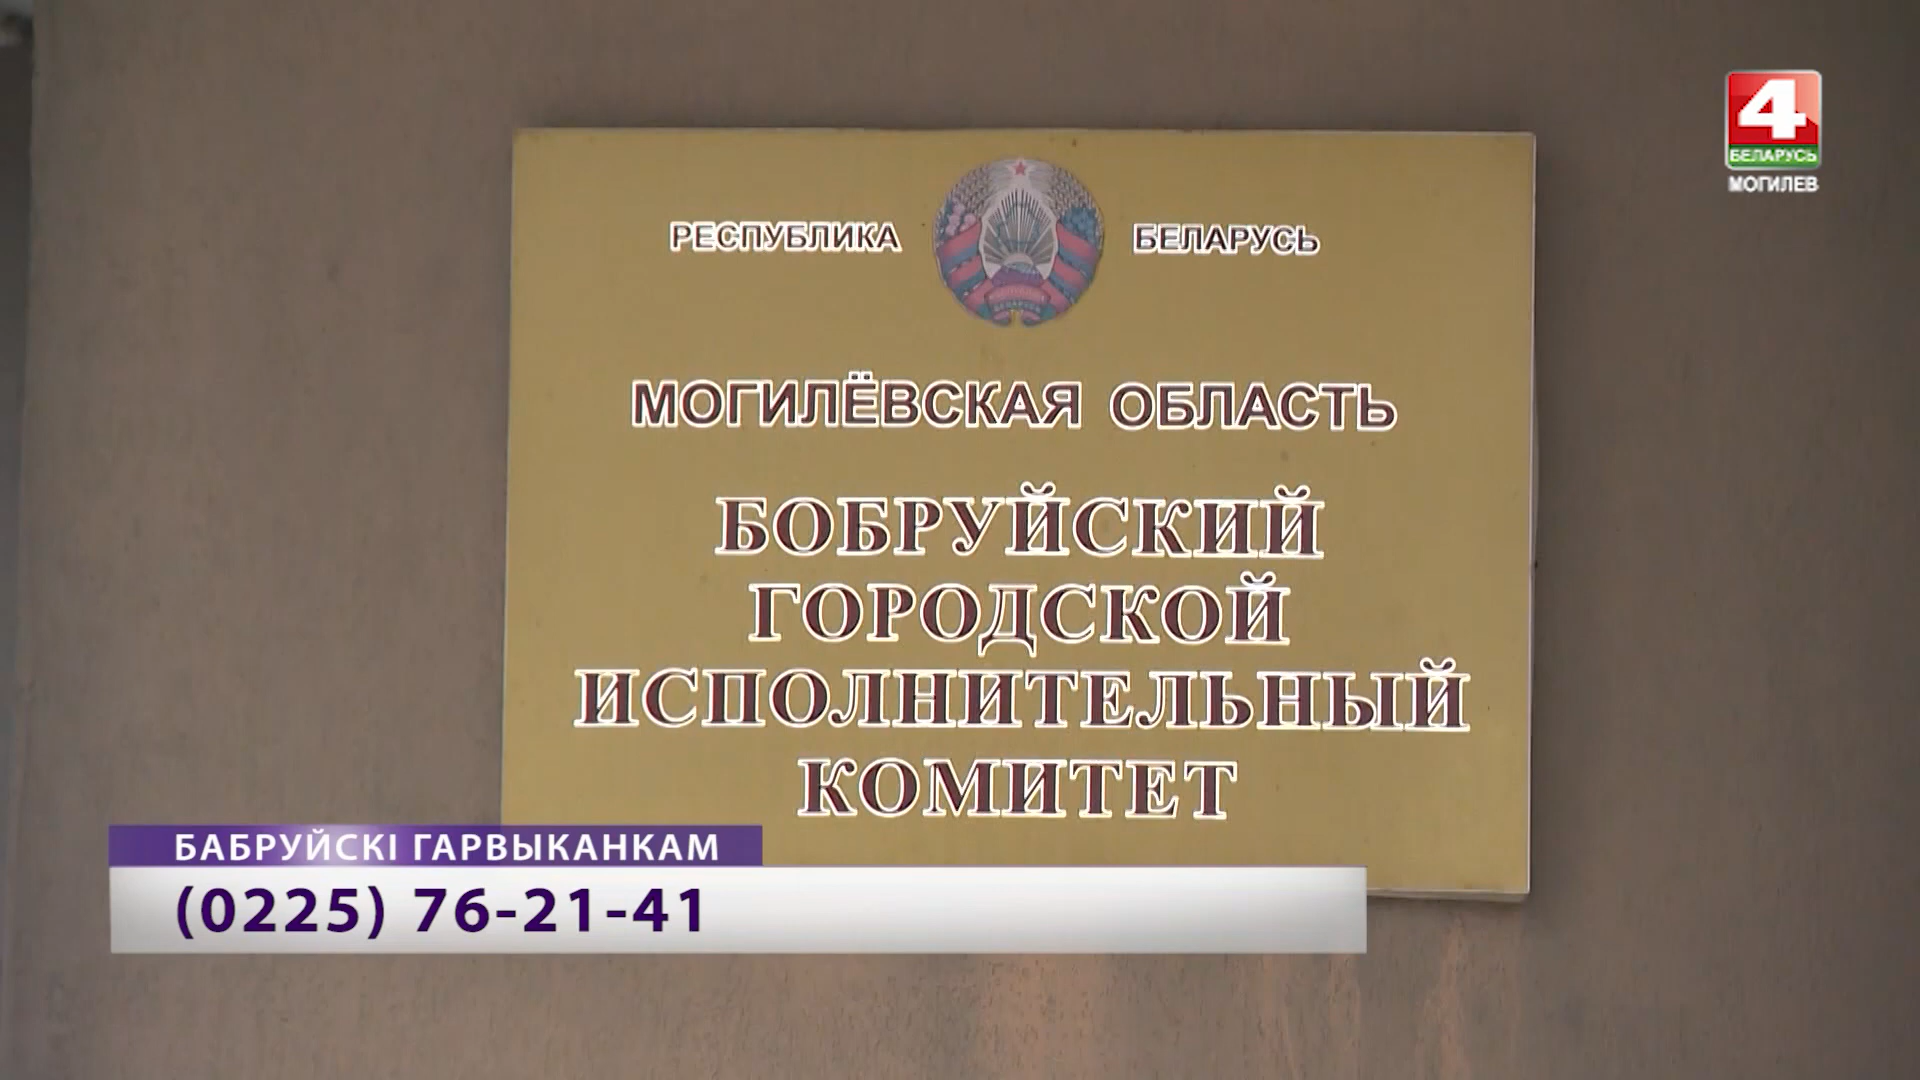 4
БЕЛАРУСЬ
МОГИЛЕВ
РЕСПУБЛИКА БЕЛАРУСЬ
МОГИЛЁВСКАЯ ОБЛАСТЬ
БОБРУЙСКИЙ
ГОРОДСКОЙ
ИСПОЛНИТЕЛЬНЫЙ
КОМИТЕТ
БАБРУЙСКІ ГАРВЫКАНКАМ
(0225) 76-21-41